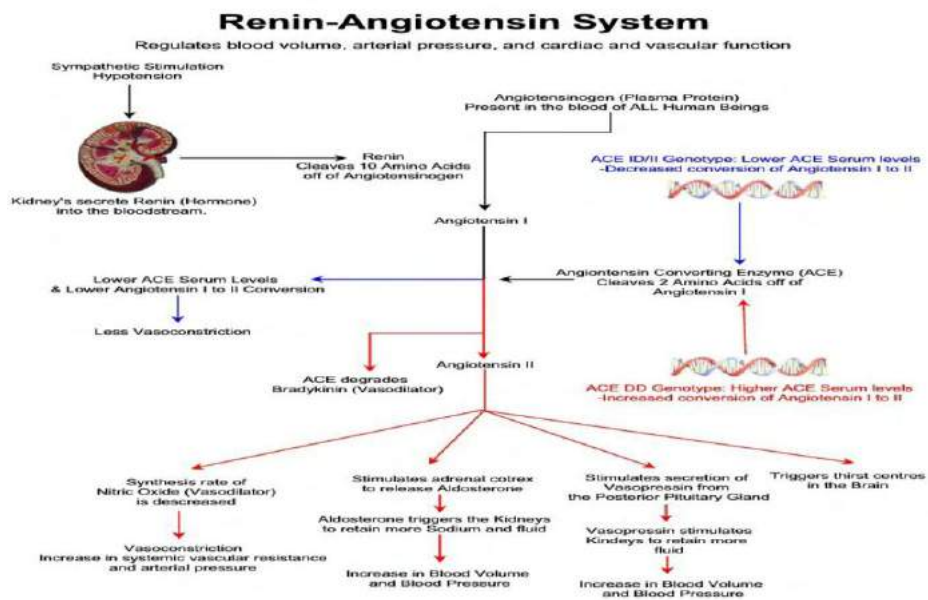 Renin-Angiotensin System
Regulates blood volume, arterial pressure, and cardiac and vascular function
Sympathetic Stimulation
Hypotension
Angiotensinogen (Plasma Protein)
Present in the blood of ALL Human Beings
Renin
Cleaves 10 Amino Acids
off of Angiotensinogen
ACE ID/II Genotype: Lower ACE Serum levels
-Decreased conversion of Angiotensin I to II
Kidney's secrete Renin (Hormone)
into the bloodstream.
Angiotensin I
Lower ACE Serum Levels
& Lower Angiotensin I to II Conversion
Angiontensin Converting Enzyme (ACE)
Cleaves 2 Amino Acids off of
Angiotensin I
Less Vasoconstriction
Angiotensin II
ACE degrades
Bradykinin (Vasodilator)
ACE DD Genotype: Higher ACE Serum levels
-Increased conversion of Angiotensin I to II
Synthesis rate of
Nitric Oxide (Vasodilator)
is descreased
Stimulates adrenal cotrex
to release Aldosterone
Stimulates secretion of
Vasopressin from
the Posterior Pituitary Gland
Triggers thirst centres
in the Brain
Vasoconstriction
Increase in systemic vascular resistance
and arterial pressure
Aldosterone triggers the Kidneys
to retain more Sodium and fluid
Vasopressin stimulates
Kindeys to retain more
fluid
Increase in Blood Volume
and Blood Pressure
Increase in Blood Volume
and Blood Pressure